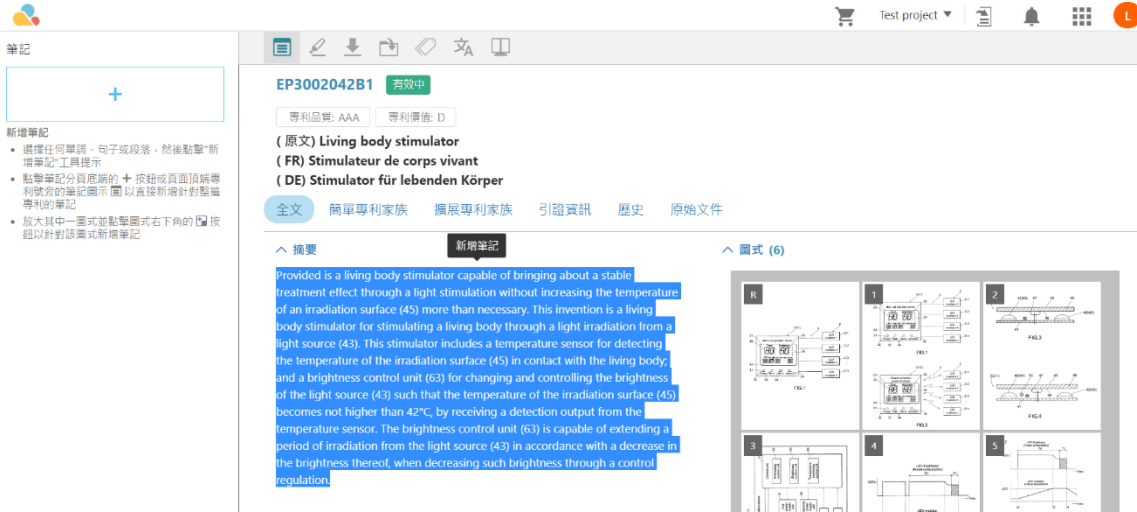 Test project
L
筆記
+
新增筆記
選擇任何單詞、句子或段落，然後點擊"新
增筆記"工具提示
點擊筆記分頁底端的 + 按鈕或頁面頂端專
利號旁的筆記圖示 以直接新增針對整篇
專利的筆記
放大其中一圖式並點擊圖式右下角的 按
鈕以針對該圖式新增筆記
EP3002042B1 有效中
專利品質: AAA 專利價值: D
( 原文) Living body stimulator
( FR) Stimulateur de corps vivant
( DE) Stimulator für lebenden Körper
全文 簡單專利家族 擴展專利家族 引證資訊 歷史 原始文件
新增筆記
摘要
Provided is a living body stimulator capable of bringing about a stable
treatment effect through a light stimulation without increasing the temperature
of an irradiation surface (45) more than necessary. This invention is a living
body stimulator for stimulating a living body through a light irradiation from a
light source (43). This stimulator includes a temperature sensor for detecting
the temperature of the irradiation surface (45) in contact with the living body;
and a brightness control unit (63) for changing and controlling the brightness
of the light source (43) such that the temperature of the irradiation surface (45)
becomes not higher than 42°C, by receiving a detection output from the
temperature sensor. The brightness control unit (63) is capable of extending a
period of irradiation from the light source (43) in accordance with a decrease in
the brightness thereof, when decreasing such brightness through a control
regulation.
圖式 (6)
R
1
2
FIG.1
FIG.1
FIG.2
FIG.3
FIG.4
3
4
5